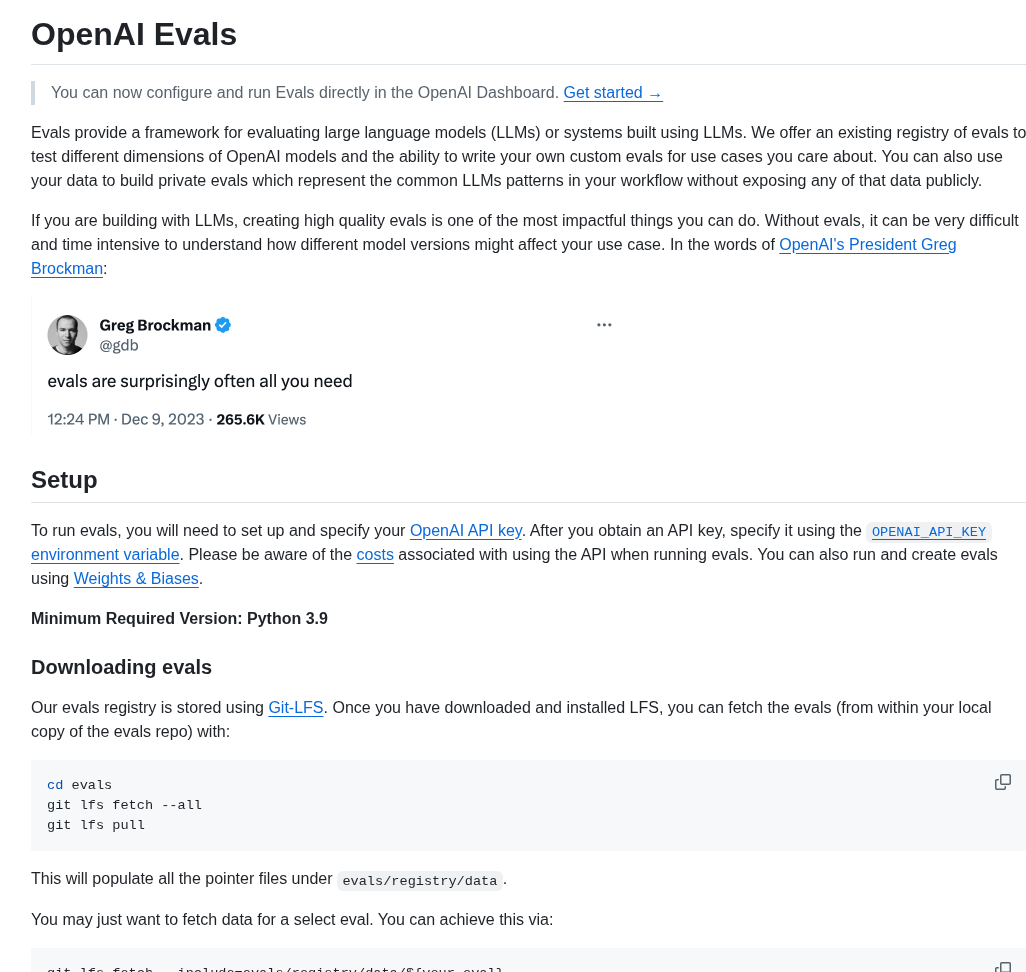 OpenAI Evals
You can now configure and run Evals directly in the OpenAI Dashboard. Get started →
Evals provide a framework for evaluating large language models (LLMs) or systems built using LLMs. We offer an existing registry of evals to
test different dimensions of OpenAI models and the ability to write your own custom evals for use cases you care about. You can also use
your data to build private evals which represent the common LLMs patterns in your workflow without exposing any of that data publicly.
If you are building with LLMs, creating high quality evals is one of the most impactful things you can do. Without evals, it can be very difficult
and time intensive to understand how different model versions might affect your use case. In the words of OpenAI's President Greg
Brockman:
Greg Brockman
@gdb
evals are surprisingly often all you need
12:24 PM · Dec 9, 2023 · 265.6K Views
Setup
To run evals, you will need to set up and specify your OpenAI API key. After you obtain an API key, specify it using the OPENAI_API_KEY
environment variable. Please be aware of the costs associated with using the API when running evals. You can also run and create evals
using Weights & Biases.
Minimum Required Version: Python 3.9
Downloading evals
Our evals registry is stored using Git-LFS. Once you have downloaded and installed LFS, you can fetch the evals (from within your local
copy of the evals repo) with:
cd evals
git lfs fetch --all
git lfs pull
This will populate all the pointer files under evals/registry/data.
You may just want to fetch data for a select eval. You can achieve this via:
git lfs fetch --include=evals/registry/data/${your eval}